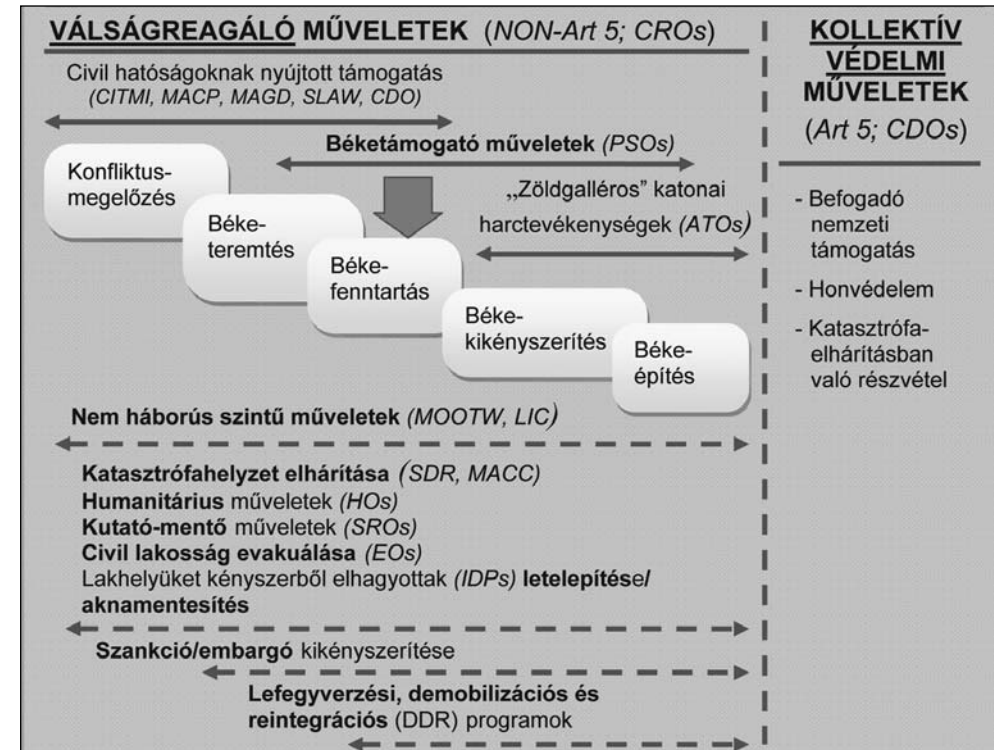 VÁLSÁGREAGÁLÓ MŰVELETEK (NON-Art 5; CROs)
Civil hatóságoknak nyújtott támogatás
(CITMI, MACP, MAGD, SLAW, CDO)
Béketámogató műveletek (PSOs)
Konfliktus-
megelőzés
„Zöldgalléros” katonai
harctevékenységek (ATOs)
Béke-
teremtés
Béke-
fenntartás
Béke-
kikényszerítés
Béke-
építés
Nem háborús szintű műveletek (MOOTW, LIC)
Katasztrófahelyzet elhárítása (SDR, MACC)
Humanitárius műveletek (HOs)
Kutató-mentő műveletek (SROs)
Civil lakosság evakuálása (EOs)
Lakhelyüket kényszerből elhagyottak (IDPs) letelepítése/
aknamentesítés
Szankció/embargó kikényszerítése
Lefegyverzési, demobilizációs és
reintegrációs (DDR) programok
KOLLEKTÍV
VÉDELMI
MŰVELETEK
(Art 5; CDOs)
- Befogadó
nemzeti
támogatás
- Honvédelem
- Katasztrófa-
elhárításban
való részvétel